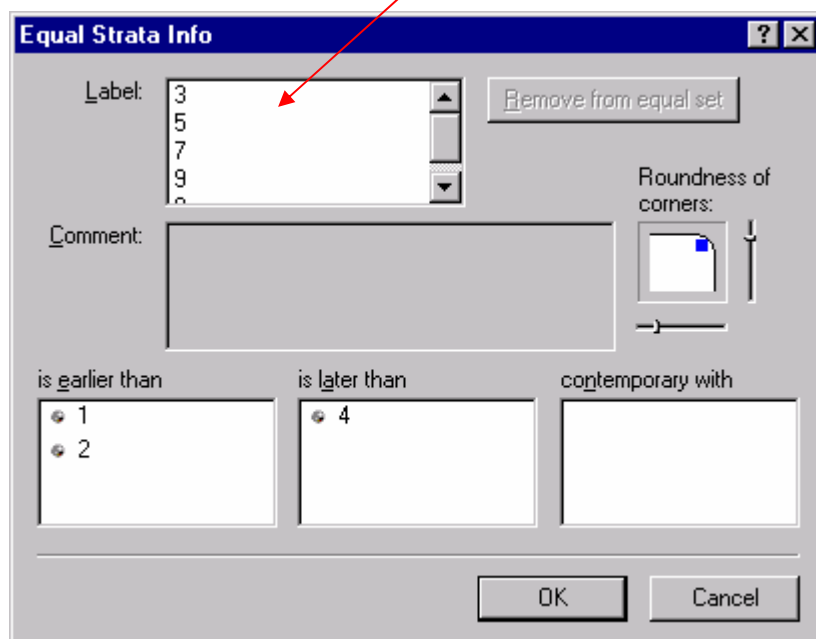 Equal Strata Info
Label:
3
5
7
9
Remove from equal set
Roundness of
corners:
Comment:
is earlier than
is later than
contemporary with
1
2
4
OK
Cancel